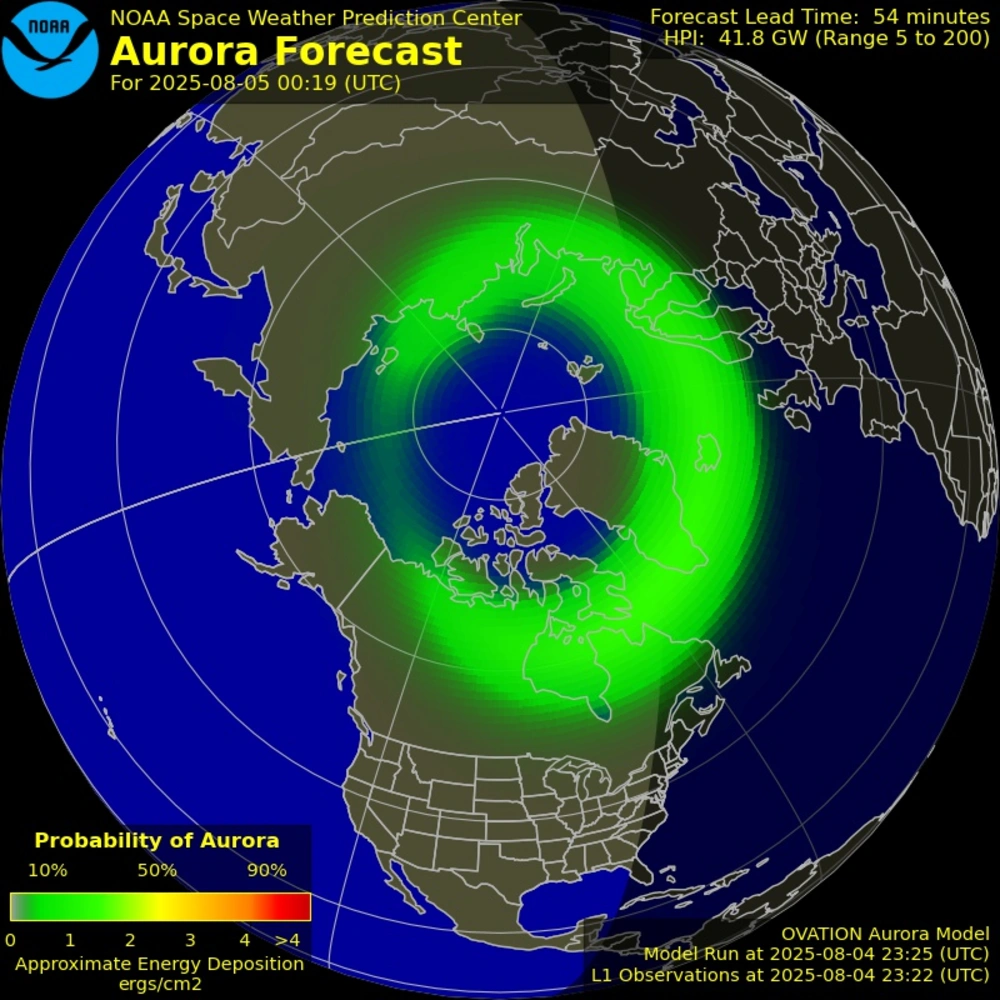 NOAA
NOAA Space Weather Prediction Center
Aurora Forecast
For 2025-08-05 00:19 (UTC)
Forecast Lead Time: 54 minutes
HPI: 41.8 GW (Range 5 to 200)
Probability of Aurora
10% 50% 90%
0 1 2 3 4 >4
Approximate Energy Deposition
ergs/cm2
OVATION Aurora Model
Model Run at 2025-08-04 23:25 (UTC)
L1 Observations at 2025-08-04 23:22 (UTC)